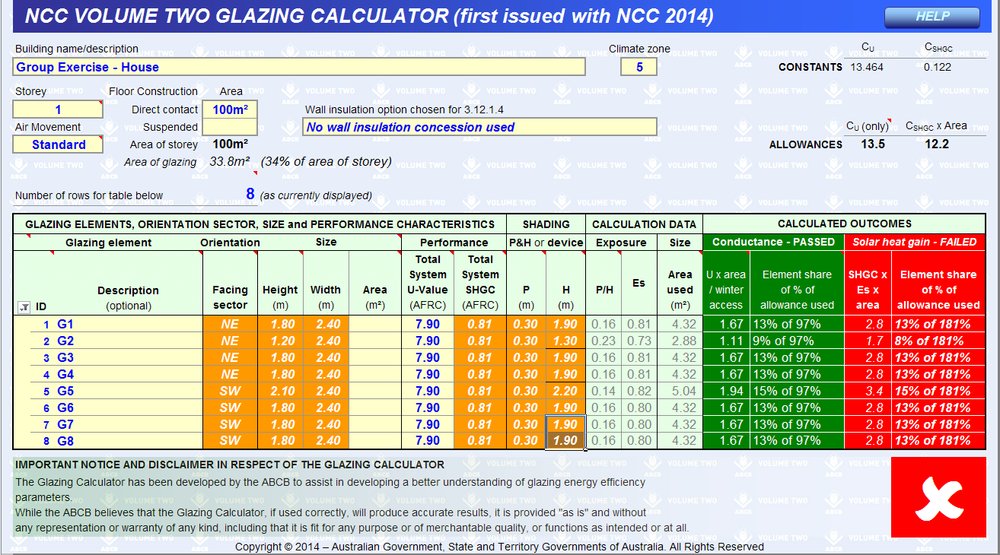 NCC VOLUME TWO GLAZING CALCULATOR (first issued with NCC 2014)
HELP
Building name/description
Climate zone
CU CSHGC
Group Exercise - House
5
CONSTANTS 13.464 0.122
Storey Floor Construction Area
1 Direct contact 100m²
Wall insulation option chosen for 3.12.1.4
Air Movement Suspended
No wall insulation concession used
CU (only) CSHGC x Area
Standard Area of storey 100m²
ALLOWANCES 13.5 12.2
Area of glazing 33.8m² (34% of area of storey)
Number of rows for table below 8 (as currently displayed)
GLAZING ELEMENTS, ORIENTATION SECTOR, SIZE and PERFORMANCE CHARACTERISTICS SHADING CALCULATION DATA CALCULATED OUTCOMES
Glazing element Orientation Size Performance P&H or device Exposure Size Conductance - PASSED Solar heat gain - FAILED
ID Description (optional)
Facing sector
Height (m)
Width (m)
Area (m²)
Total System U-Value (AFRC)
Total System SHGC (AFRC)
P (m)
H (m)
P/H
Es
Area used (m²)
U x area / winter access
Element share of % of allowance used
SHGC x Es x area
Element share of % of allowance used
1 G1 NE 1.80 2.40 7.90 0.81 0.30 1.90 0.16 0.81 4.32 1.67 13% of 97% 2.8 13% of 181%
2 G2 NE 1.20 2.40 7.90 0.81 0.30 1.30 0.23 0.73 2.88 1.11 9% of 97% 1.7 8% of 181%
3 G3 NE 1.80 2.40 7.90 0.81 0.30 1.90 0.16 0.81 4.32 1.67 13% of 97% 2.8 13% of 181%
4 G4 NE 1.80 2.40 7.90 0.81 0.30 1.90 0.16 0.81 4.32 1.67 13% of 97% 2.8 13% of 181%
5 G5 SW 2.10 2.40 7.90 0.81 0.30 2.20 0.14 0.82 5.04 1.94 15% of 97% 3.4 15% of 181%
6 G6 SW 1.80 2.40 7.90 0.81 0.30 1.90 0.16 0.80 4.32 1.67 13% of 97% 2.8 13% of 181%
7 G7 SW 1.80 2.40 7.90 0.81 0.30 1.90 0.16 0.80 4.32 1.67 13% of 97% 2.8 13% of 181%
8 G8 SW 1.80 2.40 7.90 0.81 0.30 1.90 0.16 0.80 4.32 1.67 13% of 97% 2.8 13% of 181%
IMPORTANT NOTICE AND DISCLAIMER IN RESPECT OF THE GLAZING CALCULATOR
The Glazing Calculator has been developed by the ABCB to assist in developing a better understanding of glazing energy efficiency
parameters.
While the ABCB believes that the Glazing Calculator, if used correctly, will produce accurate results, it is provided "as is" and without
any representation or warranty of any kind, including that it is fit for any purpose or of merchantable quality, or functions as intended or at all.
Copyright © 2014 – Australian Government, State and Territory Governments of Australia. All Rights Reserved